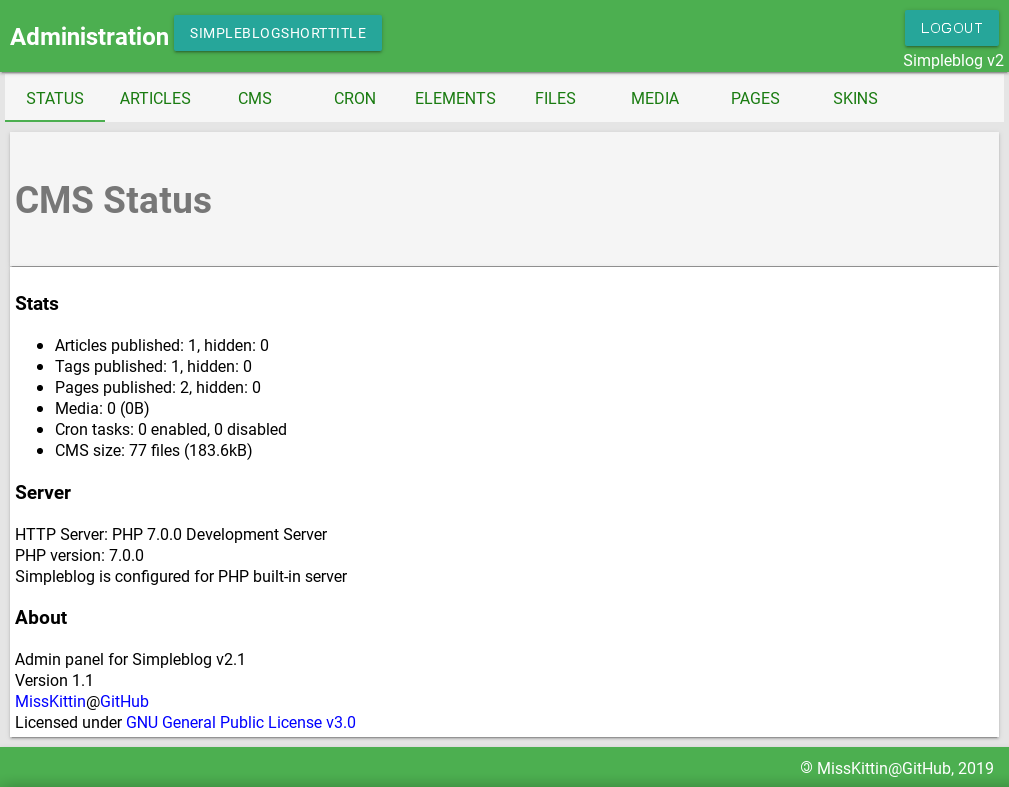 Administration SIMPLEBLOGSHORTTITLE LOGOUT
Simpleblog v2
STATUS ARTICLES CMS CRON ELEMENTS FILES MEDIA PAGES SKINS
CMS Status
Stats
Articles published: 1, hidden: 0
Tags published: 1, hidden: 0
Pages published: 2, hidden: 0
Media: 0 (0B)
Cron tasks: 0 enabled, 0 disabled
CMS size: 77 files (183.6kB)
Server
HTTP Server: PHP 7.0.0 Development Server
PHP version: 7.0.0
Simpleblog is configured for PHP built-in server
About
Admin panel for Simpleblog v2.1
Version 1.1
MissKittin@GitHub
Licensed under GNU General Public License v3.0
🄯 MissKittin@GitHub, 2019